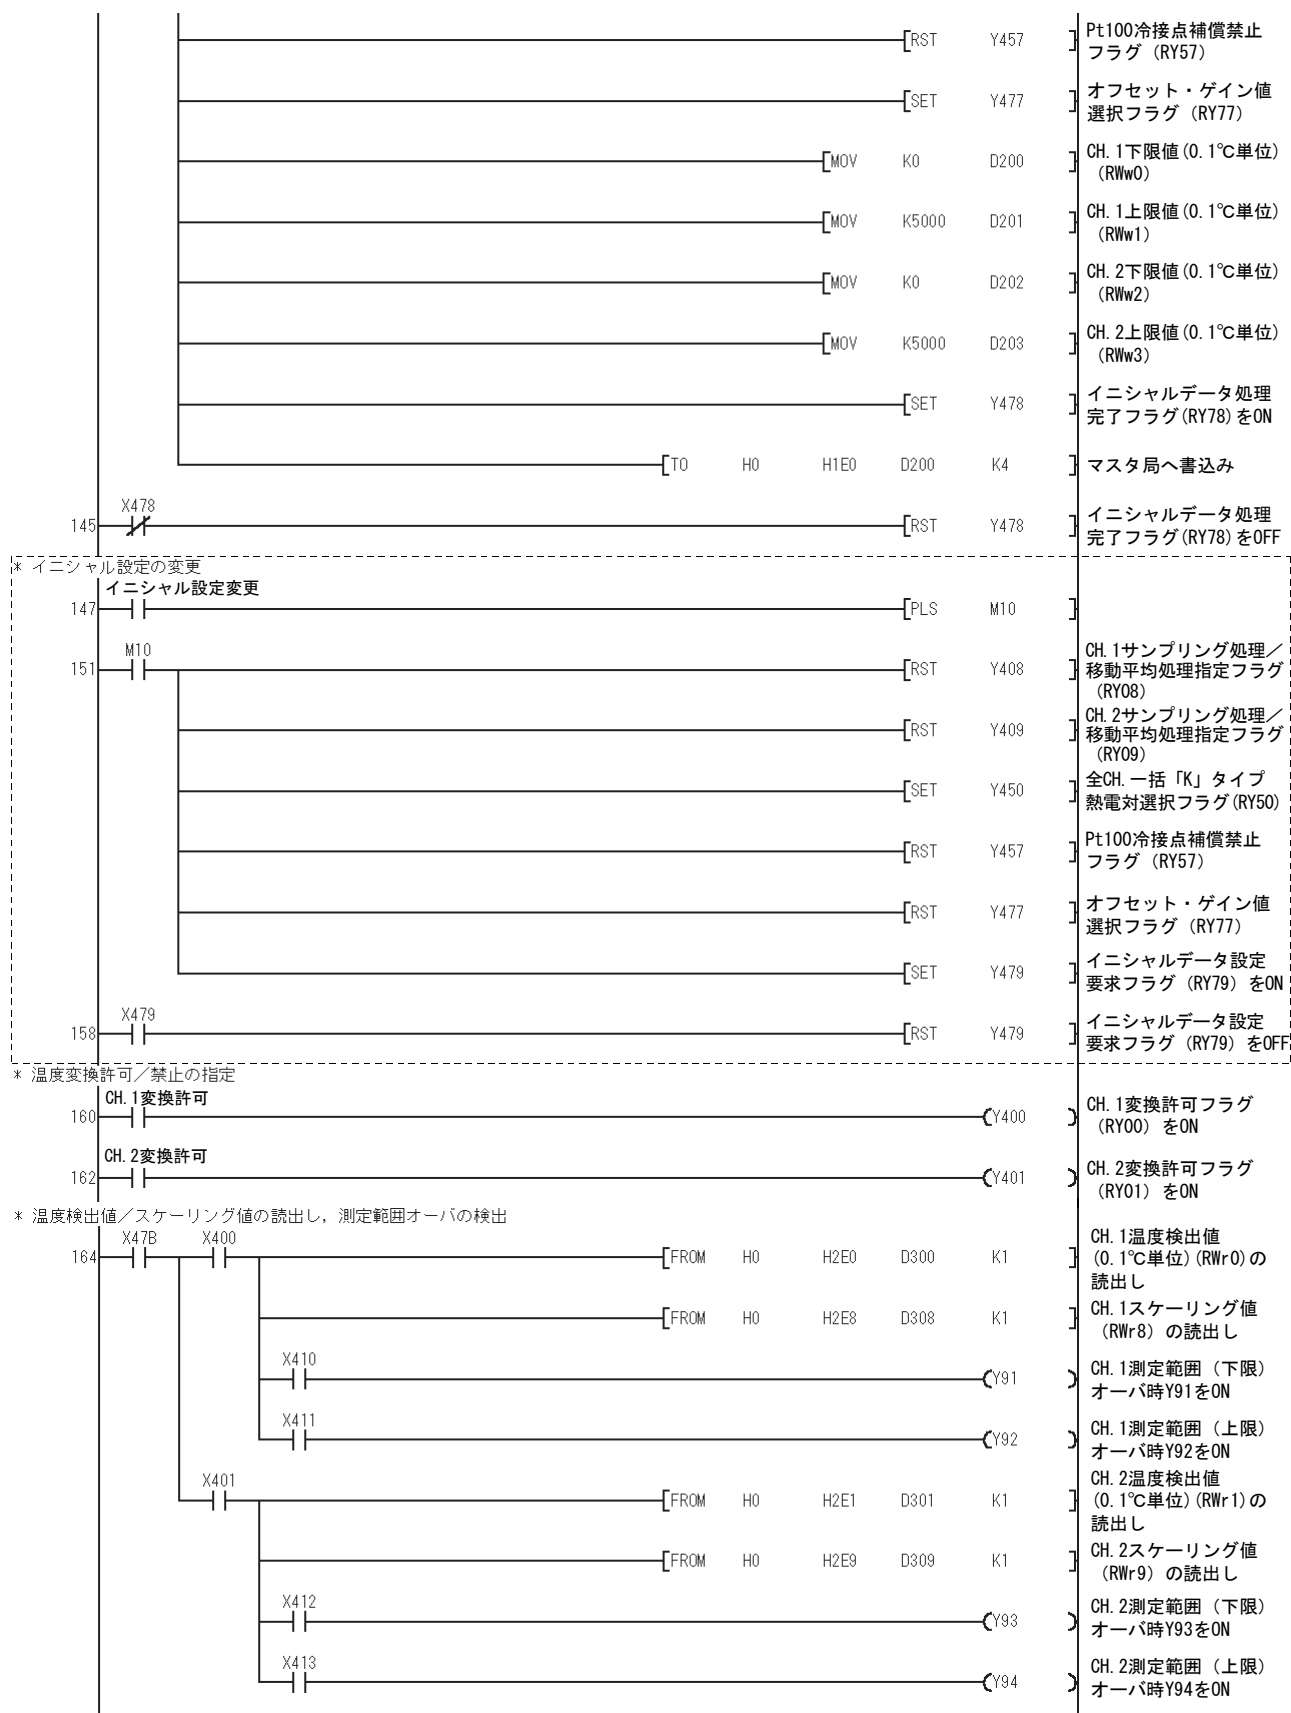 RST Y457 Pt100冷接点補償禁止
フラグ（RY57）
SET Y477 オフセット・ゲイン値
選択フラグ（RY77）
MOV K0 D200 CH.1下限値(0.1℃単位)
（RWw0）
MOV K5000 D201 CH.1上限値(0.1℃単位)
（RWw1）
MOV K0 D202 CH.2下限値(0.1℃単位)
（RWw2）
MOV K5000 D203 CH.2上限値(0.1℃単位)
（RWw3）
SET Y478 イニシャルデータ処理
完了フラグ(RY78)をON
TO H0 H1E0 D200 K4 マスタ局へ書込み
X478
145 RST Y478 イニシャルデータ処理
完了フラグ(RY78)をOFF
* イニシャル設定の変更
イニシャル設定変更
147 PLS M10
M10
151 RST Y408 CH.1サンプリング処理／
移動平均処理指定フラグ
（RY08）
RST Y409 CH.2サンプリング処理／
移動平均処理指定フラグ
（RY09）
SET Y450 全CH.一括「K」タイプ
熱電対選択フラグ(RY50)
RST Y457 Pt100冷接点補償禁止
フラグ（RY57）
RST Y477 オフセット・ゲイン値
選択フラグ（RY77）
SET Y479 イニシャルデータ設定
要求フラグ（RY79）をON
X479
158 RST Y479 イニシャルデータ設定
要求フラグ（RY79）をOFF
* 温度変換許可／禁止の指定
CH.1変換許可
160 Y400 CH.1変換許可フラグ
（RY00）をON
CH.2変換許可
162 Y401 CH.2変換許可フラグ
（RY01）をON
* 温度検出値／スケーリング値の読出し，測定範囲オーバの検出
X47B X400
164 FROM H0 H2E0 D300 K1 CH.1温度検出値
(0.1℃単位)(RWr0)の
読出し
FROM H0 H2E8 D308 K1 CH.1スケーリング値
（RWr8）の読出し
X410
Y91 CH.1測定範囲（下限）
オーバ時Y91をON
X411
Y92 CH.1測定範囲（上限）
オーバ時Y92をON
X401
FROM H0 H2E1 D301 K1 CH.2温度検出値
(0.1℃単位)(RWr1)の
読出し
FROM H0 H2E9 D309 K1 CH.2スケーリング値
（RWr9）の読出し
X412
Y93 CH.2測定範囲（下限）
オーバ時Y93をON
X413
Y94 CH.2測定範囲（上限）
オーバ時Y94をON